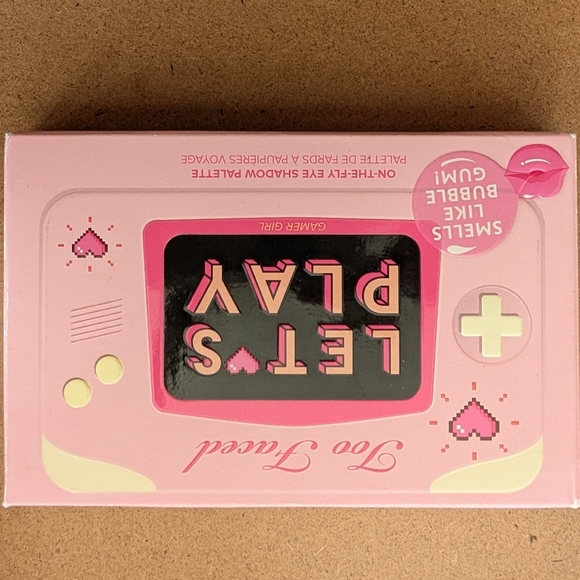 Too Faced
LET'S
PLAY
GAMER GIRL
SMELLS
LIKE
BUBBLE
GUM!
ON-THE-FLY EYE SHADOW PALETTE
PALETTE DE FARDS À PAUPIÈRES VOYAGE